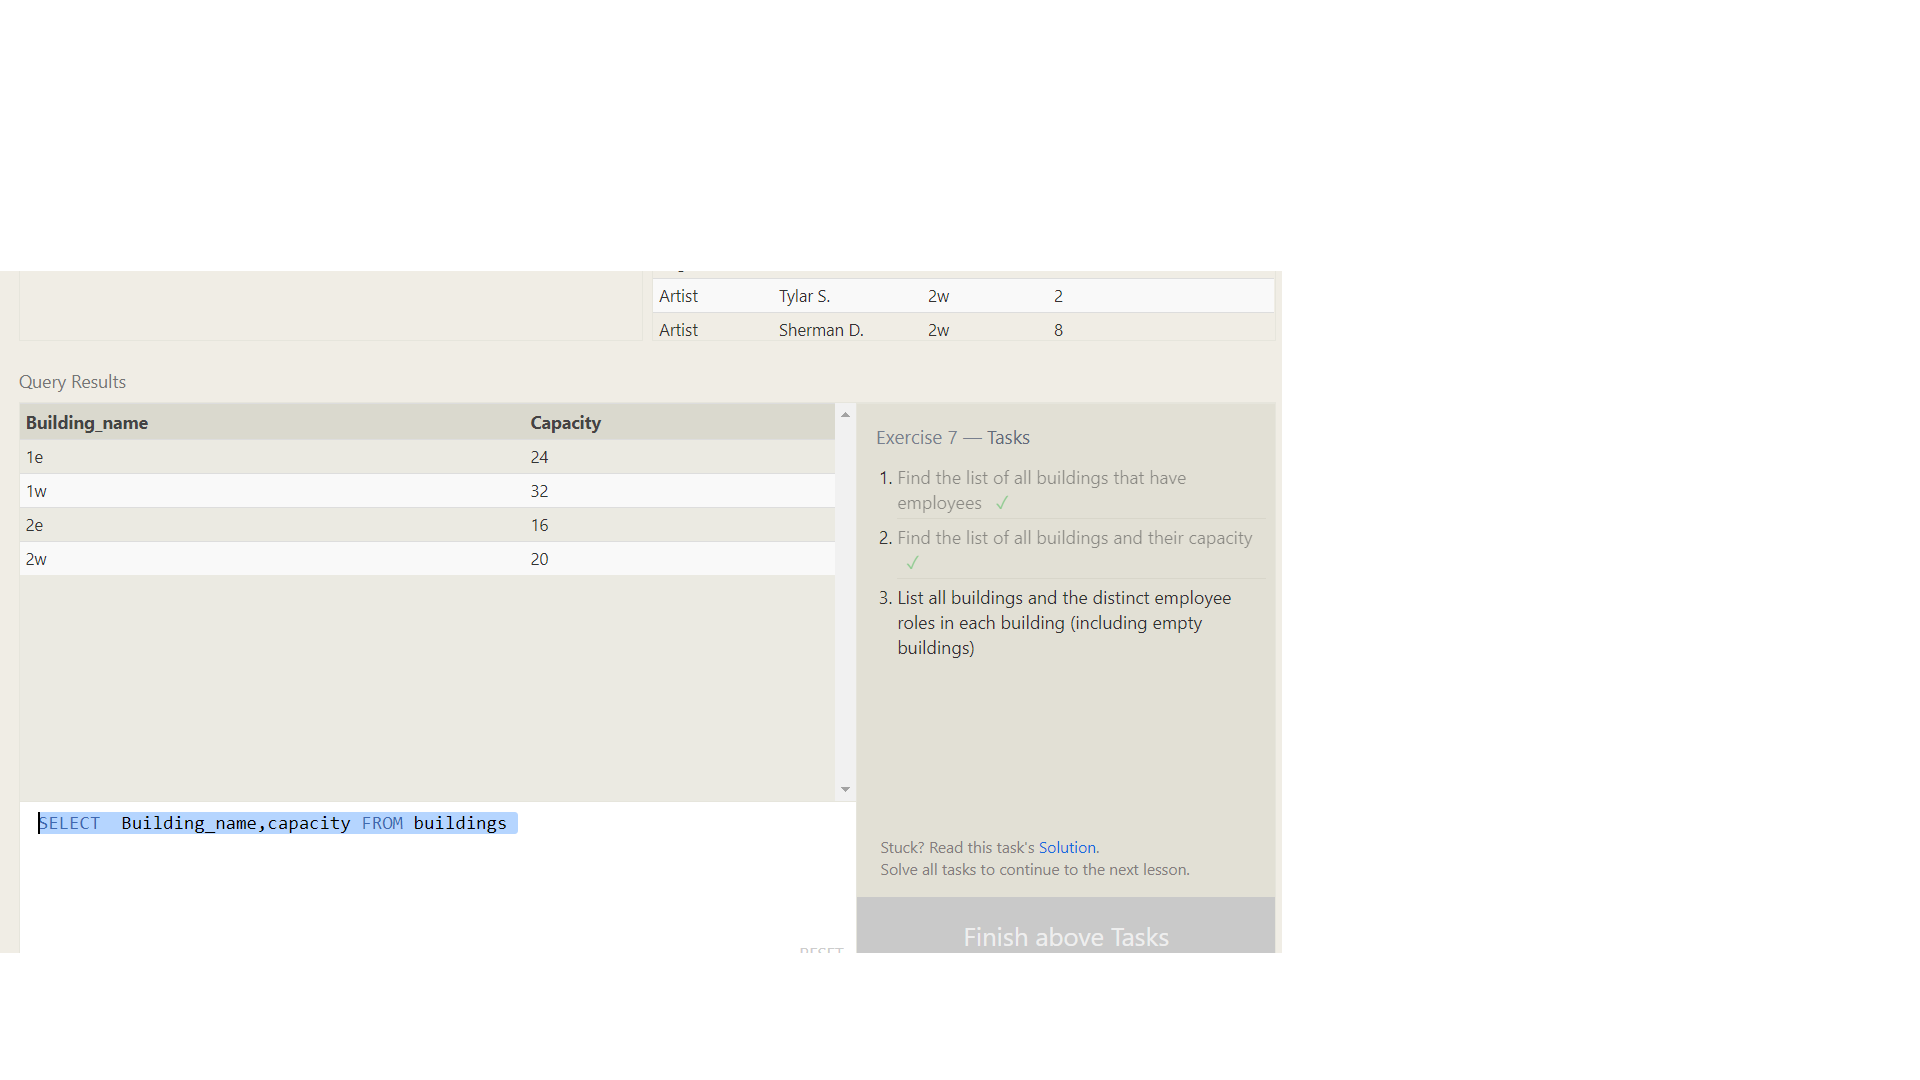 Artist Tylar S. 2w 2
Artist Sherman D. 2w 8
Query Results
Building_name Capacity
1e 24
1w 32
2e 16
2w 20
Exercise 7 — Tasks
1. Find the list of all buildings that have
employees ✓
2. Find the list of all buildings and their capacity
✓
3. List all buildings and the distinct employee
roles in each building (including empty
buildings)
SELECT  Building_name,capacity FROM buildings
Stuck? Read this task's Solution.
Solve all tasks to continue to the next lesson.
Finish above Tasks
RESET